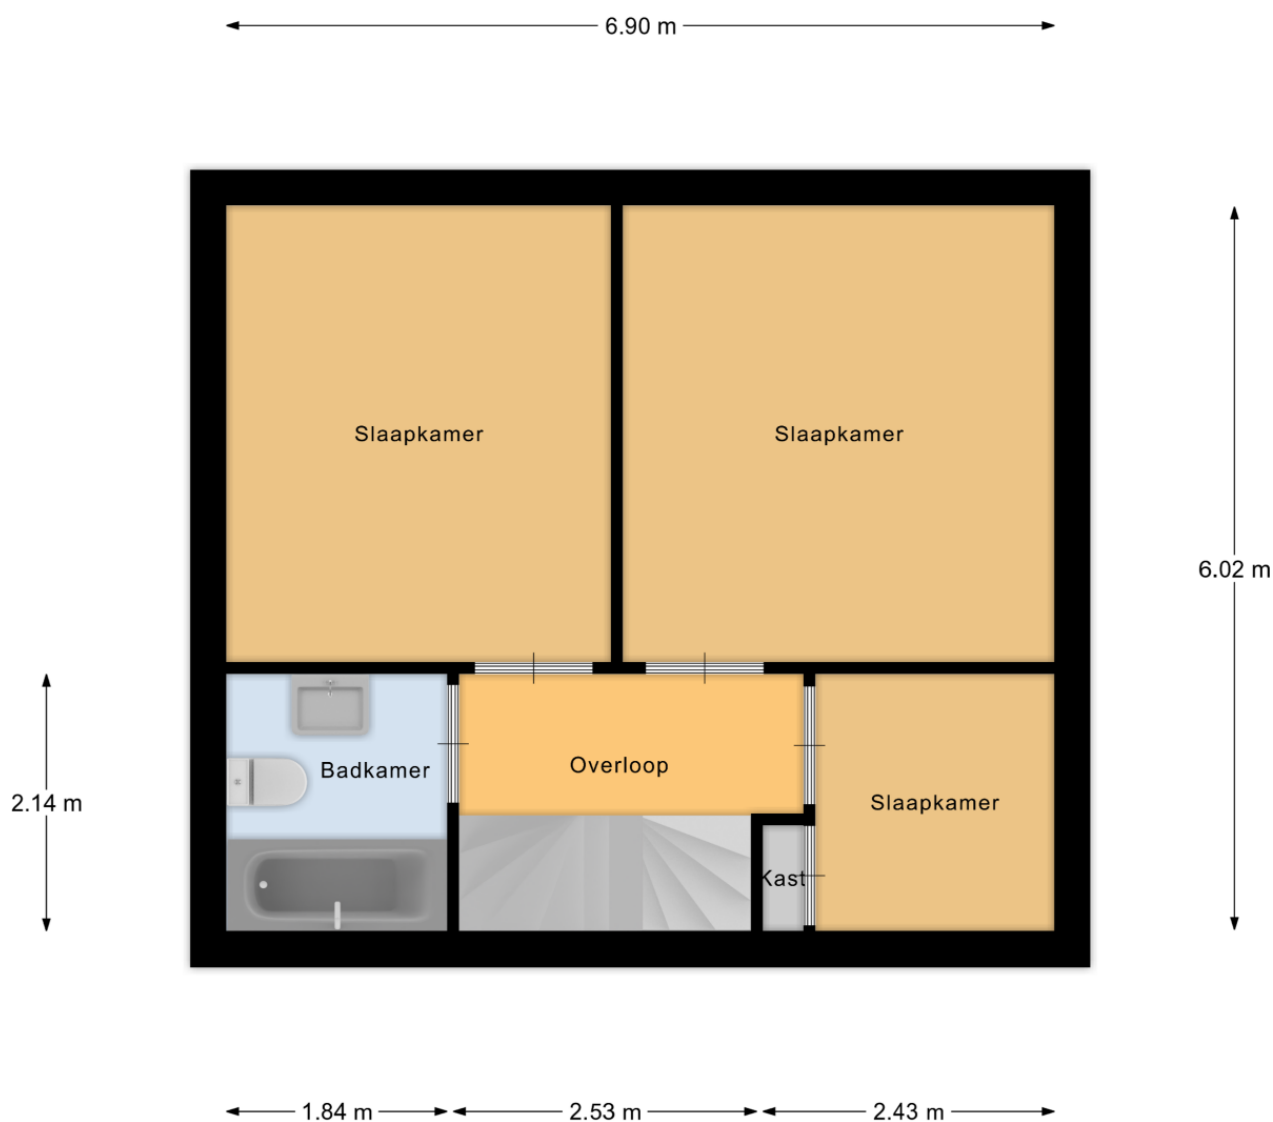 6.90 m
Slaapkamer
Slaapkamer
6.02 m
Overloop
Badkamer
2.14 m
Slaapkamer
Kast
1.84 m
2.53 m
2.43 m